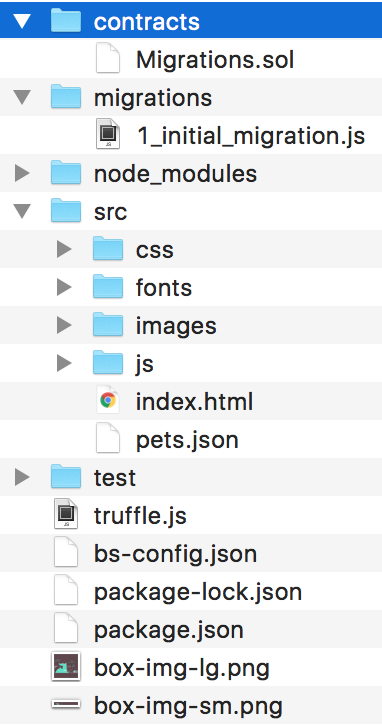 contracts
Migrations.sol
migrations
1_initial_migration.js
node_modules
src
css
fonts
images
js
index.html
pets.json
test
truffle.js
bs-config.json
package-lock.json
package.json
box-img-lg.png
box-img-sm.png